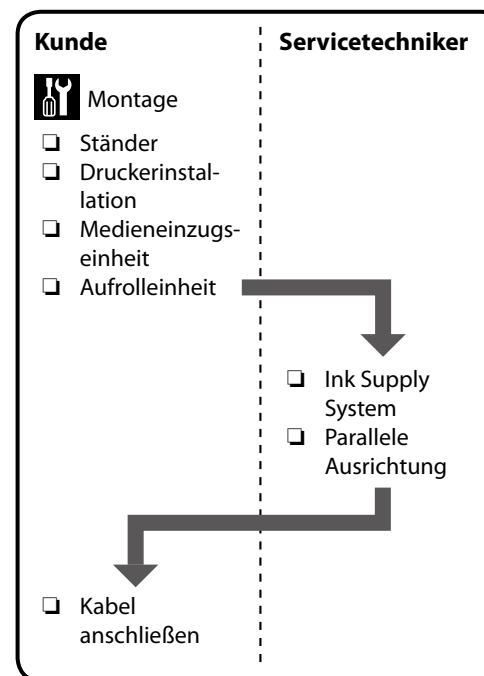 Kunde
Servicetechniker
Montage
❏ Ständer
❏ Druckerinstal-
lation
❏ Medieneinzugs-
einheit
❏ Aufrolleinheit
❏ Ink Supply
System
❏ Parallele
Ausrichtung
❏ Kabel
anschließen